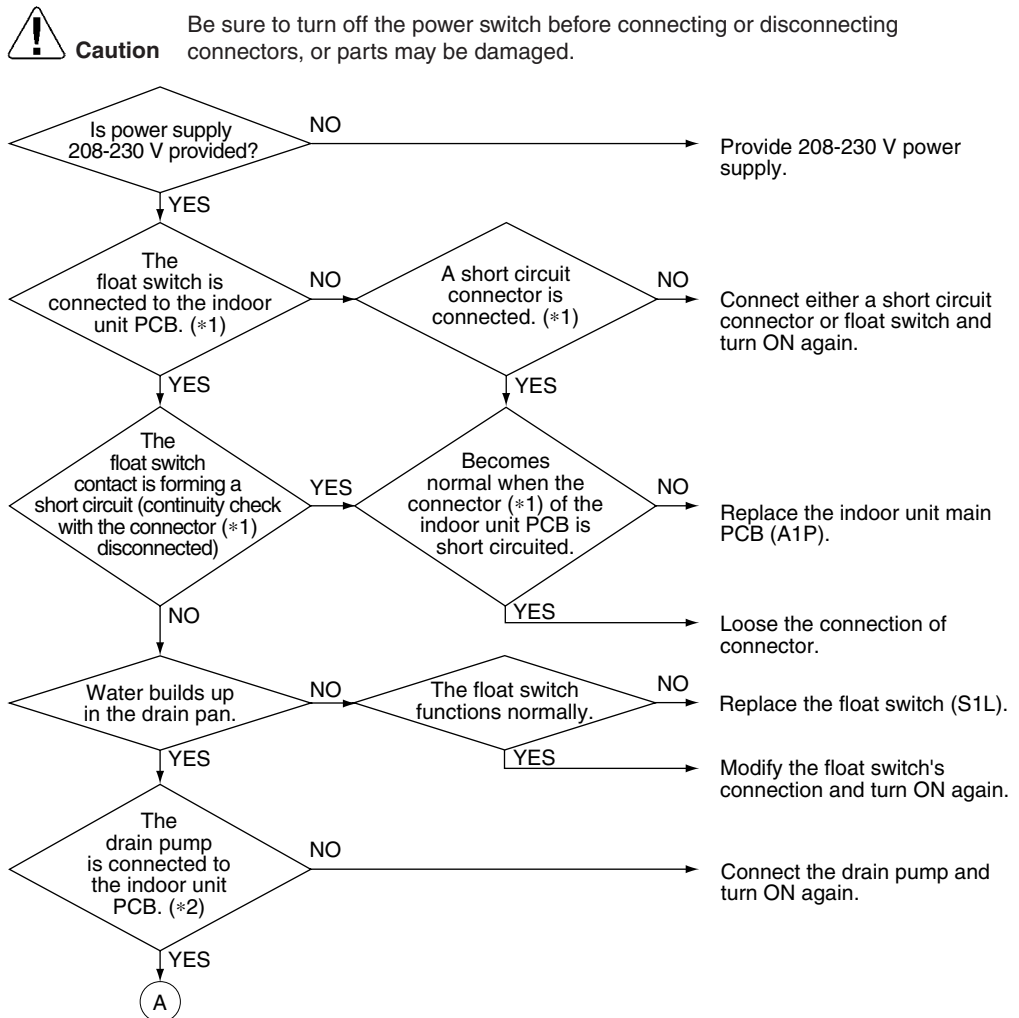 Be sure to turn off the power switch before connecting or disconnecting
Caution connectors, or parts may be damaged.
Is power supply
208-230 V provided?
NO
Provide 208-230 V power
supply.
YES
The
float switch is
connected to the indoor
unit PCB. (*1)
NO
A short circuit
connector is
connected. (*1)
NO
Connect either a short circuit
connector or float switch and
turn ON again.
YES
YES
The
float switch
contact is forming a
short circuit (continuity check
with the connector (*1)
disconnected)
YES
Becomes
normal when the
connector (*1) of the
indoor unit PCB is
short circuited.
NO
Replace the indoor unit main
PCB (A1P).
YES
Loose the connection of
connector.
NO
Water builds up
in the drain pan.
NO
The float switch
functions normally.
NO
Replace the float switch (S1L).
YES
Modify the float switch's
connection and turn ON again.
YES
The
drain pump
is connected to
the indoor unit
PCB. (*2)
NO
Connect the drain pump and
turn ON again.
YES
A